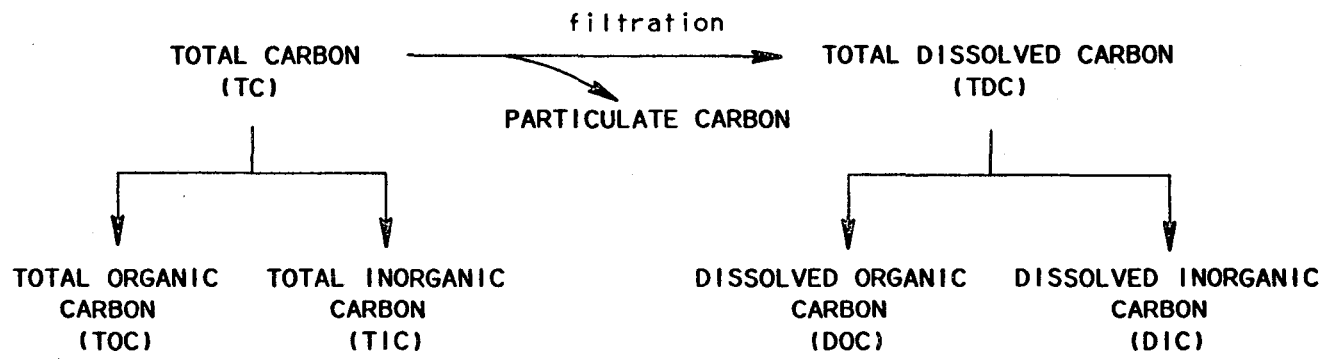 filtration
TOTAL CARBON
(TC)
TOTAL DISSOLVED CARBON
(TDC)
PARTICULATE CARBON
TOTAL ORGANIC
CARBON
(TOC)
TOTAL INORGANIC
CARBON
(TIC)
DISSOLVED ORGANIC
CARBON
(DOC)
DISSOLVED INORGANIC
CARBON
(DIC)